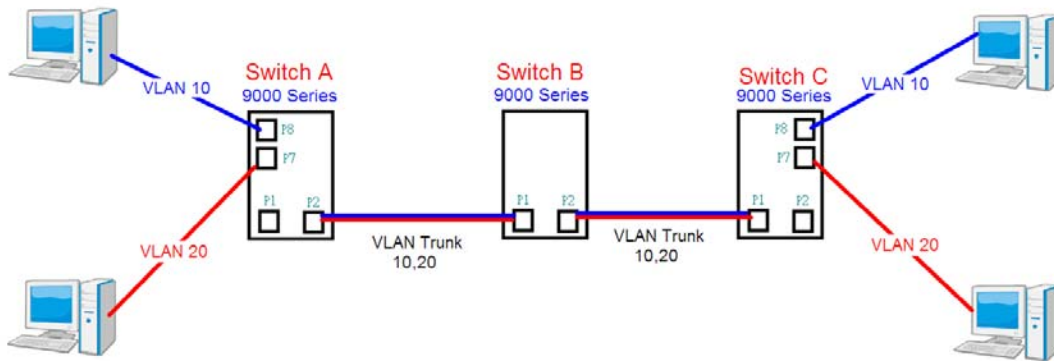 Switch A
9000 Series
Switch B
9000 Series
Switch C
9000 Series
VLAN 10
VLAN 10
P8
P7
P1
P2
P1
P2
P8
P7
P1
P2
VLAN Trunk
10,20
VLAN Trunk
10,20
VLAN 20
VLAN 20